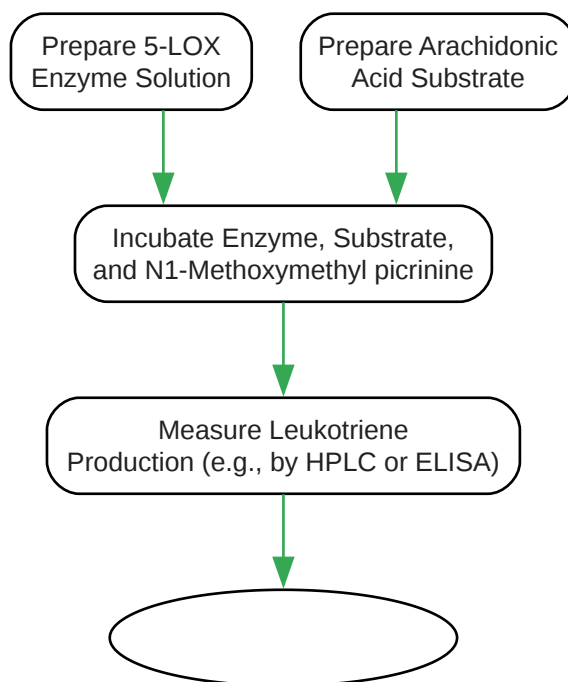 Prepare 5-LOX
Enzyme Solution
Prepare Arachidonic
Acid Substrate
Incubate Enzyme, Substrate,
and N1-Methoxymethyl picrinine
Measure Leukotriene
Production (e.g., by HPLC or ELISA)